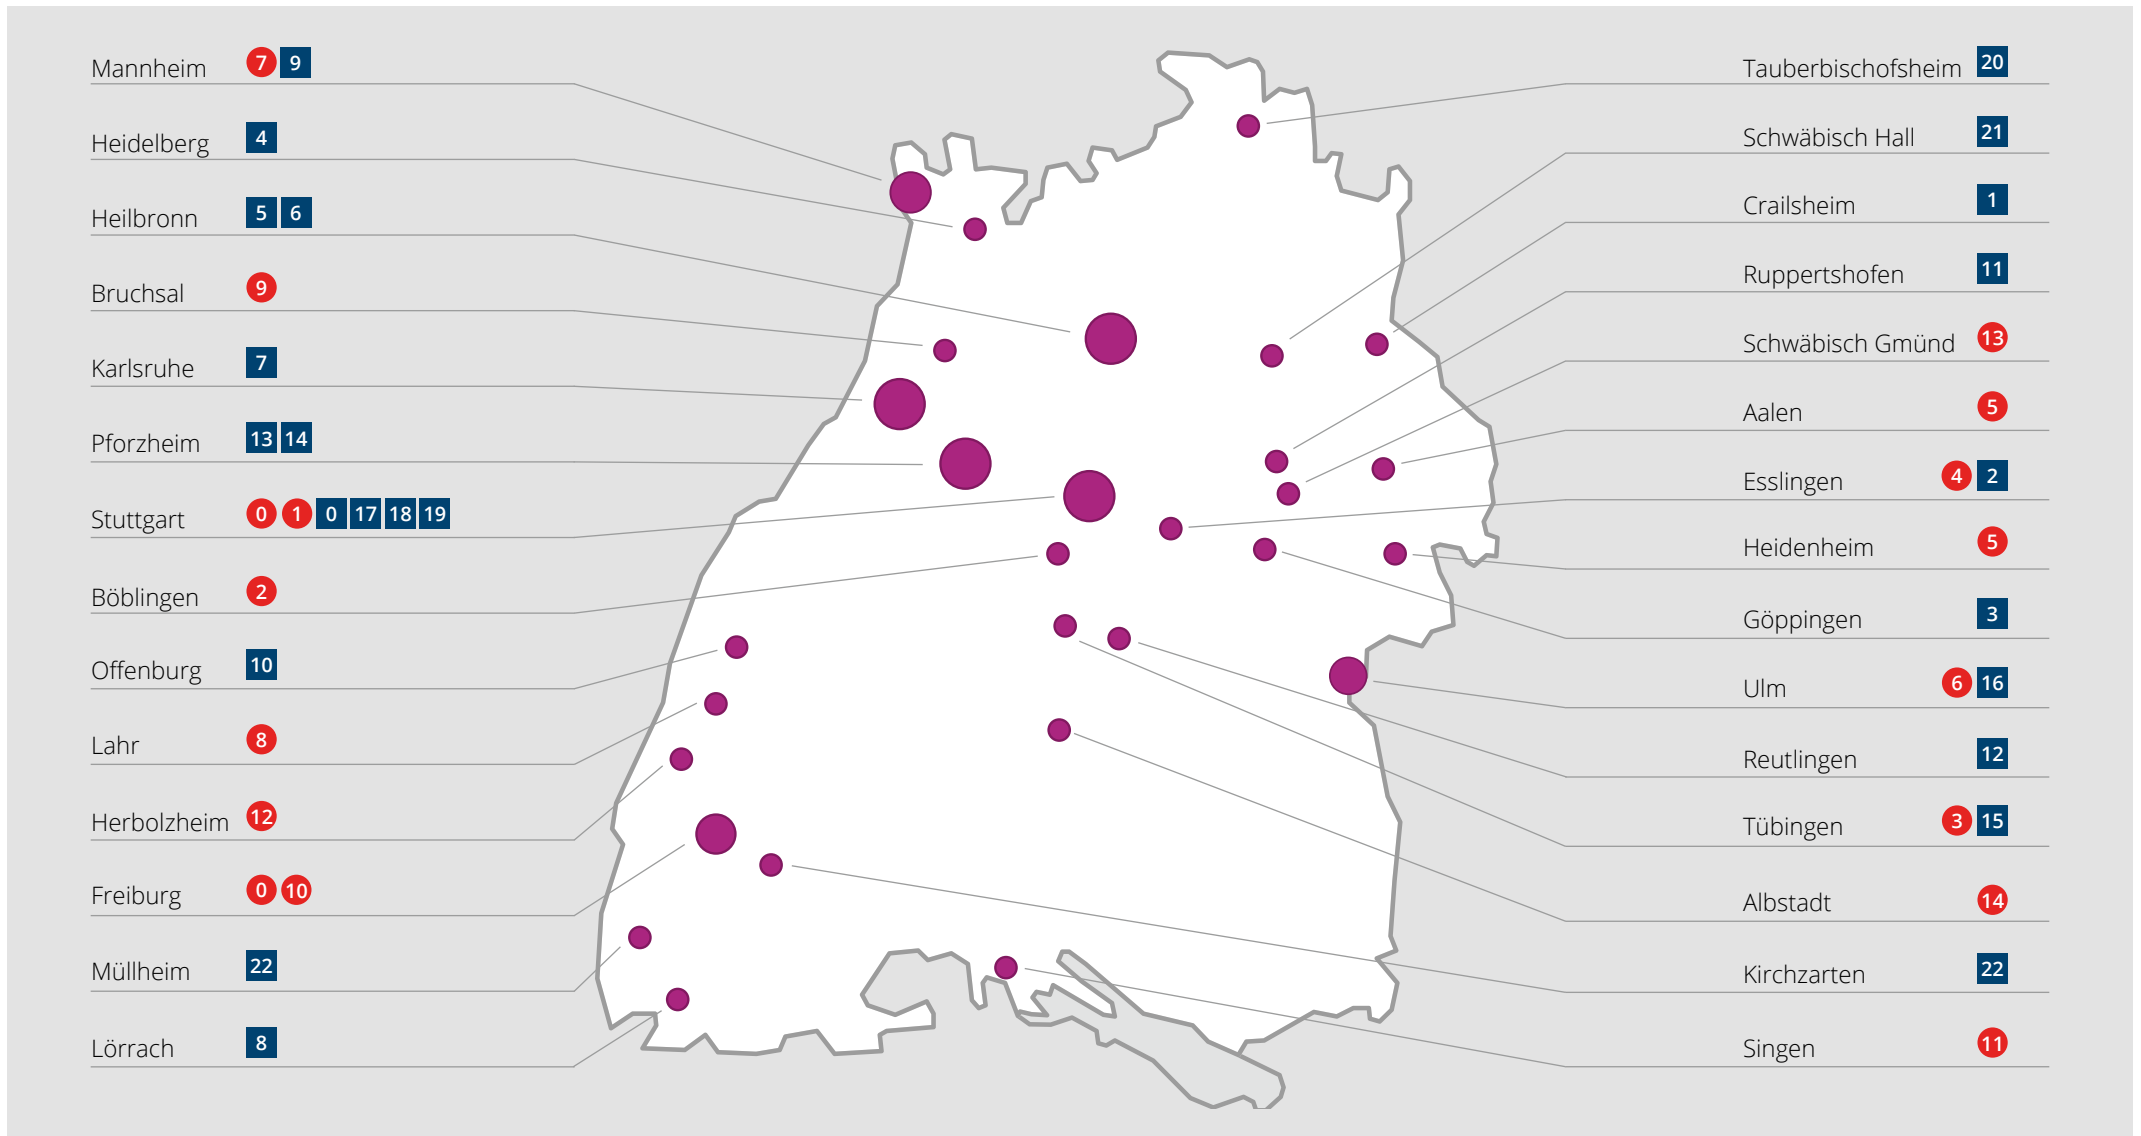 Mannheim 7 9
Heidelberg 4
Heilbronn 5 6
Bruchsal 9
Karlsruhe 7
Pforzheim 13 14
Stuttgart 0 1 0 17 18 19
Böblingen 2
Offenburg 10
Lahr 8
Herbolzheim 12
Freiburg 0 10
Müllheim 22
Lörrach 8
Tauberbischofsheim 20
Schwäbisch Hall 21
Crailsheim 1
Ruppertshofen 11
Schwäbisch Gmünd 13
Aalen 5
Esslingen 4 2
Heidenheim 5
Göppingen 3
Ulm 6 16
Reutlingen 12
Tübingen 3 15
Albstadt 14
Kirchzarten 22
Singen 11